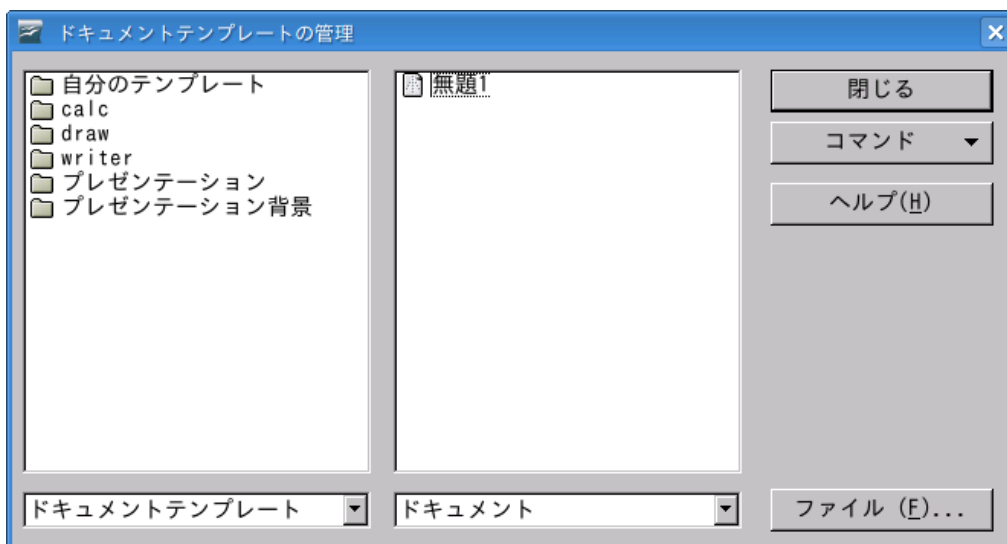 ドキュメントテンプレートの管理
自分のテンプレート
calc
draw
writer
プレゼンテーション
プレゼンテーション背景
ドキュメントテンプレート
無題1
ドキュメント
閉じる
コマンド
ヘルプ(H)
ファイル (F)...